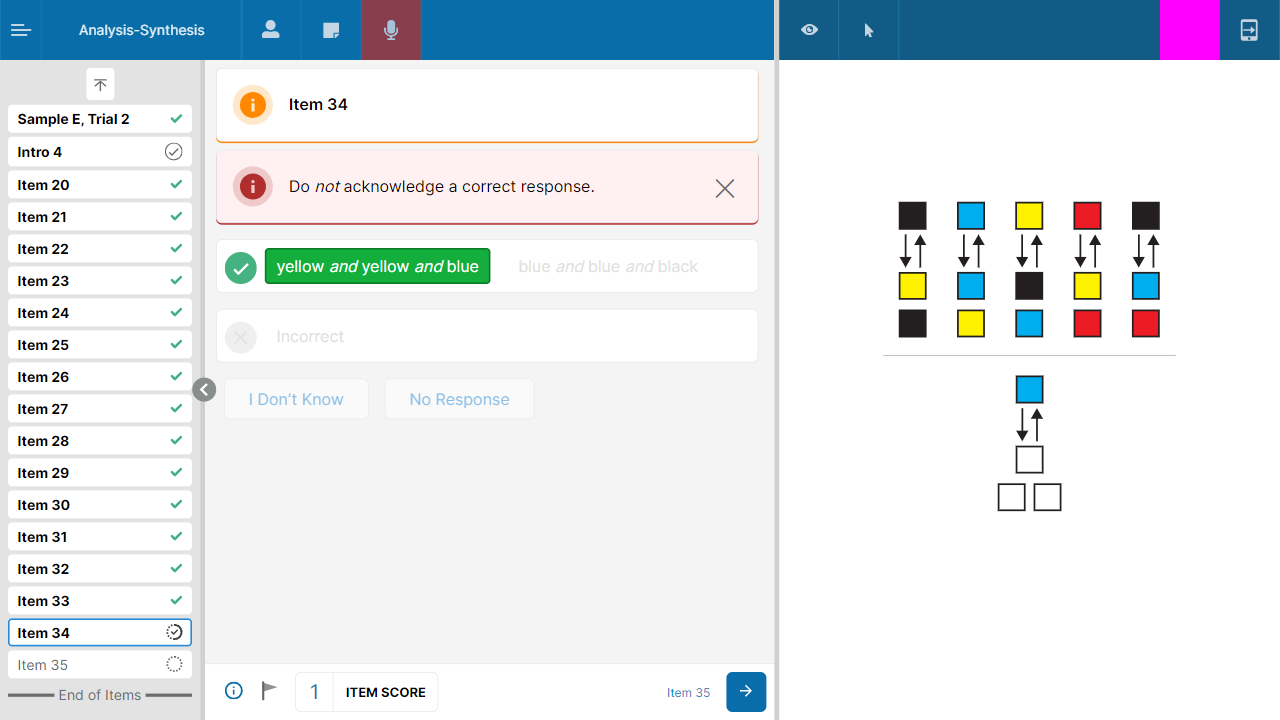 Analysis-Synthesis
Sample E, Trial 2
Intro 4
Item 20
Item 21
Item 22
Item 23
Item 24
Item 25
Item 26
Item 27
Item 28
Item 29
Item 30
Item 31
Item 32
Item 33
Item 34
Item 35
End of Items
Item 34
Do not acknowledge a correct response.
yellow and yellow and blue
blue and blue and black
Incorrect
I Don't Know
No Response
1
ITEM SCORE
Item 35